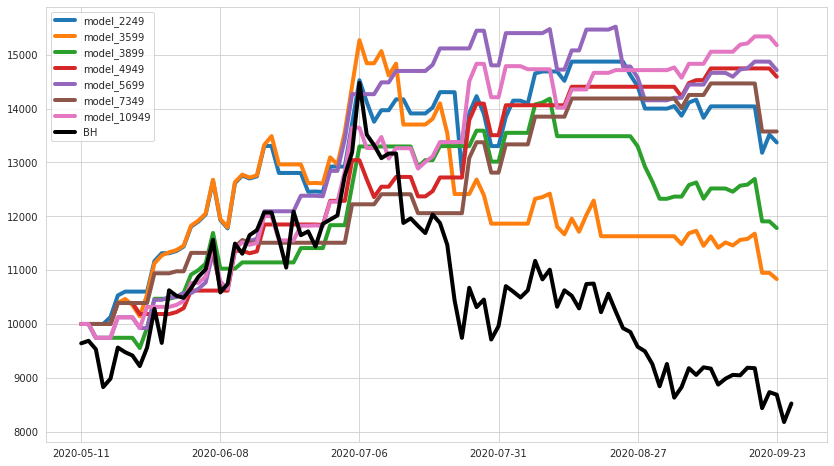 model_2249
model_3599
model_3899
model_4949
model_5699
model_7349
model_10949
BH
15000
14000
13000
12000
11000
10000
9000
8000
2020-05-11
2020-06-08
2020-07-06
2020-07-31
2020-08-27
2020-09-23